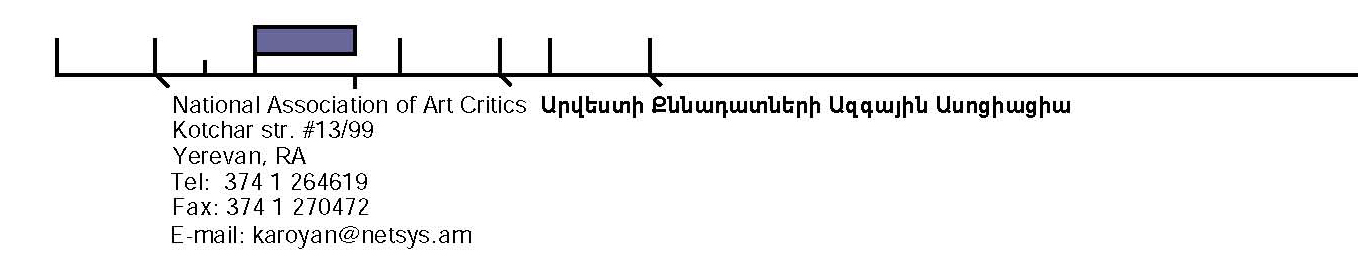 National Association of Art Critics Արվեստի Քննադատների Ազգային Ասոցիացիա
Kotchar str. #13/99
Yerevan, RA
Tel: 374 1 264619
Fax: 374 1 270472
E-mail: karoyan@netsys.am